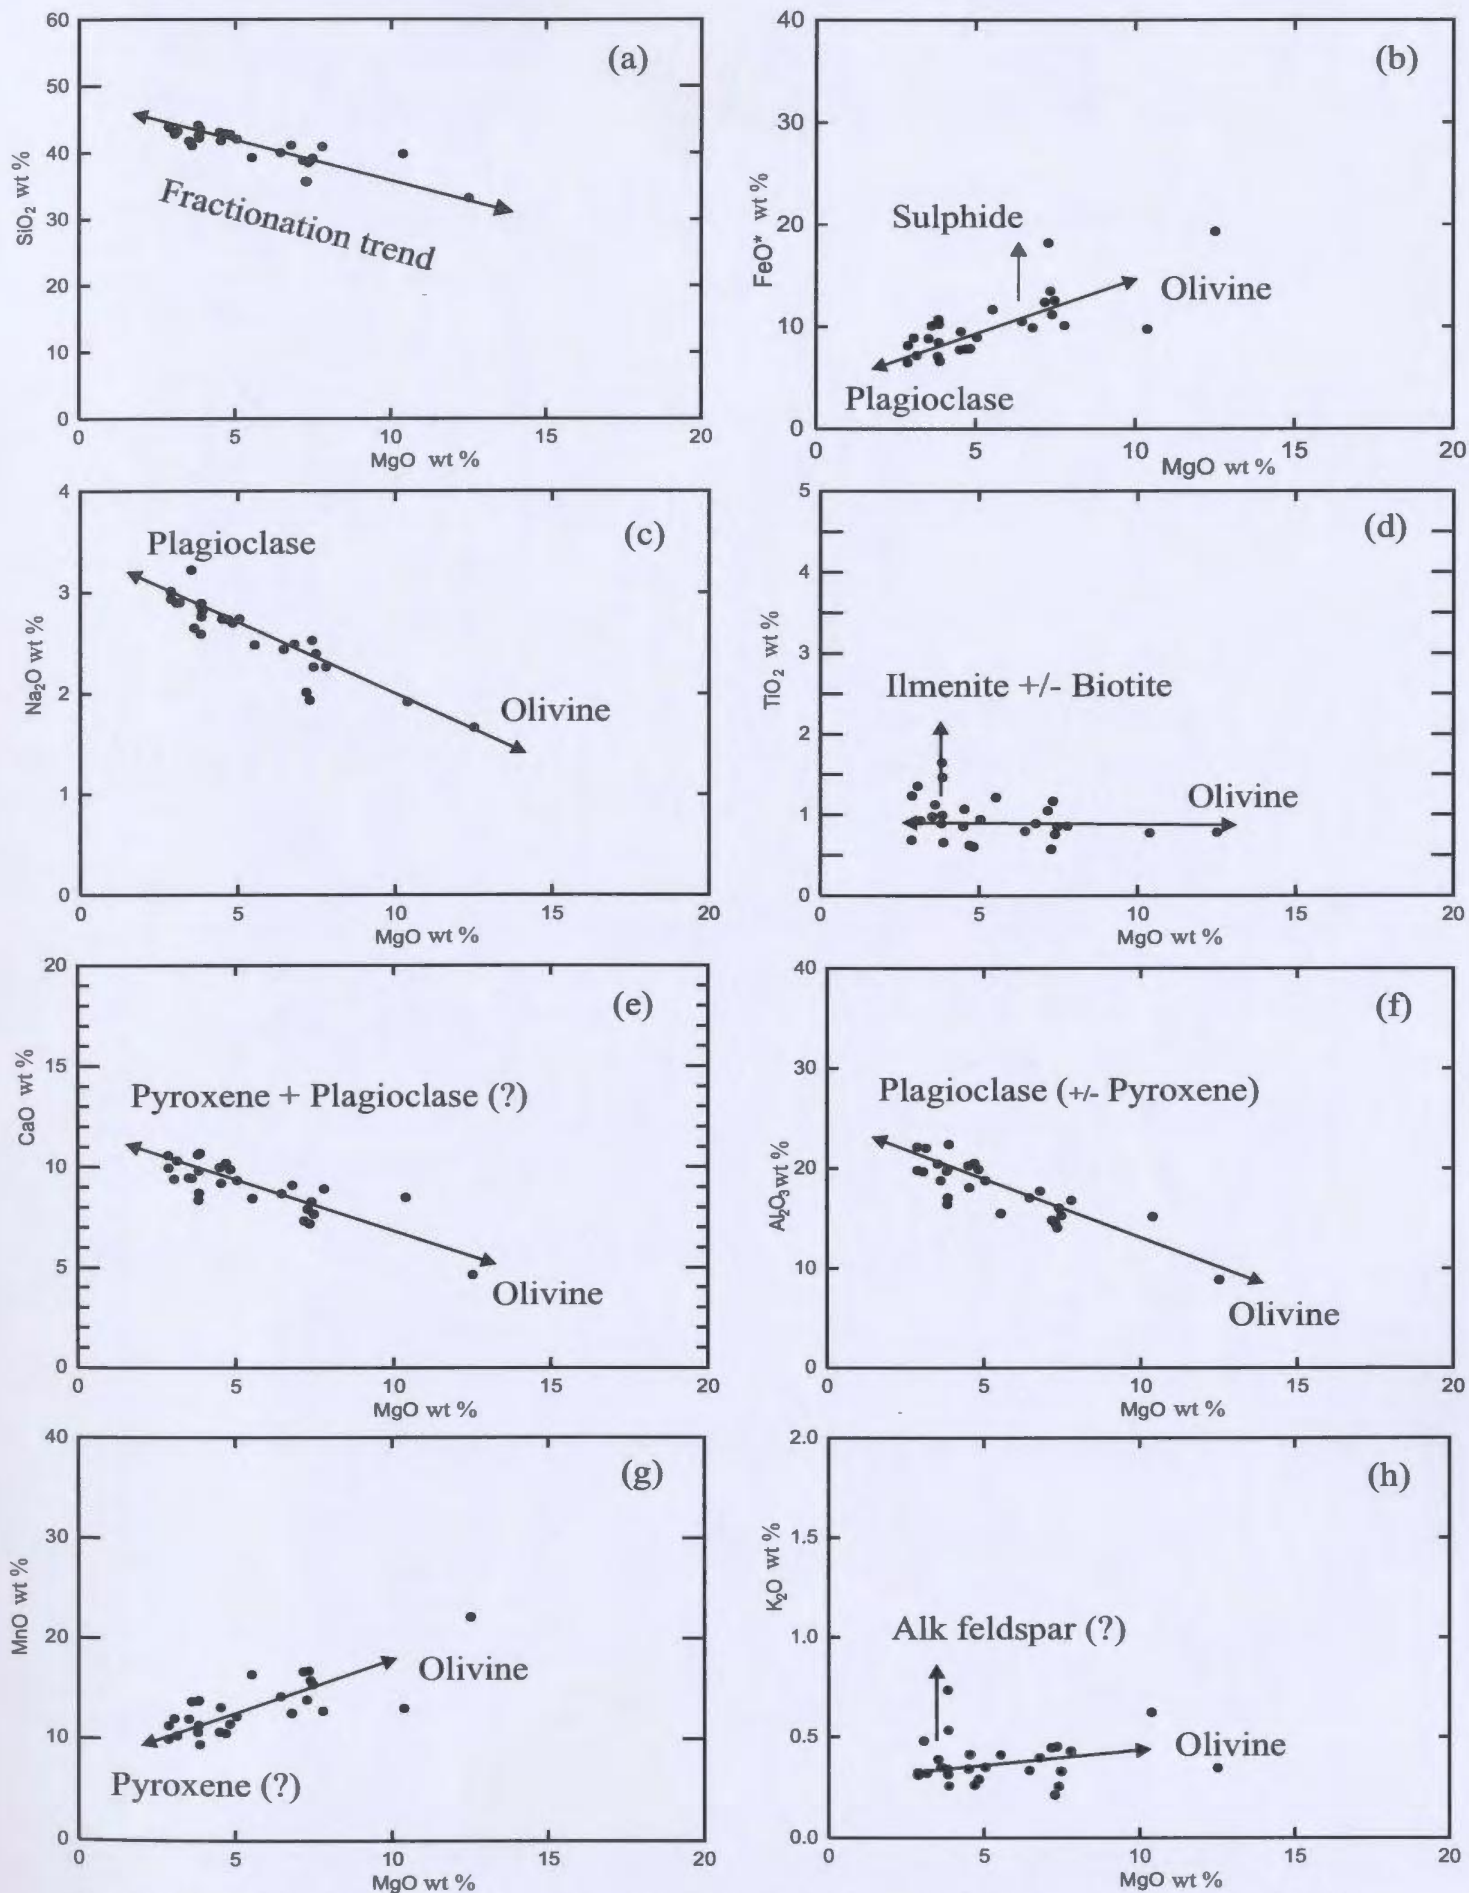 60
50
40
30
20
10
0
SiO₂ wt %
(a)
Fractionation trend
0 5 10 15 20
MgO wt %
40
30
20
10
0
FeO* wt %
(b)
Sulphide
Olivine
Plagioclase
0 5 10 15 20
MgO wt %
4
3
2
1
0
Na₂O wt %
(c)
Plagioclase
Olivine
0 5 10 15 20
MgO wt %
5
4
3
2
1
0
TiO₂ wt %
(d)
Ilmenite +/- Biotite
Olivine
0 5 10 15 20
MgO wt %
20
15
10
5
0
CaO wt %
(e)
Pyroxene + Plagioclase (?)
Olivine
0 5 10 15 20
MgO wt %
40
30
20
10
0
Al₂O₃ wt %
(f)
Plagioclase (+/- Pyroxene)
Olivine
0 5 10 15 20
MgO wt %
40
30
20
10
0
MnO wt %
(g)
Olivine
Pyroxene (?)
0 5 10 15 20
MgO wt %
2.0
1.5
1.0
0.5
0.0
K₂O wt %
(h)
Alk feldspar (?)
Olivine
0 5 10 15 20
MgO wt %